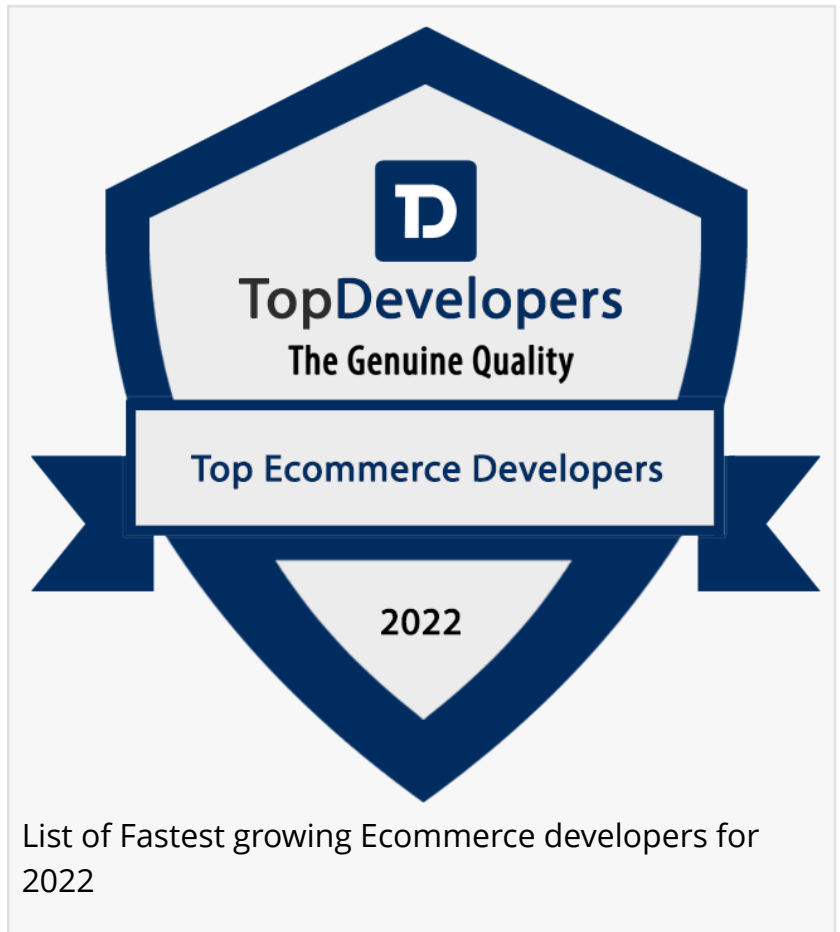 TD
TopDevelopers
The Genuine Quality
Top Ecommerce Developers
2022
List of Fastest growing Ecommerce developers for
2022